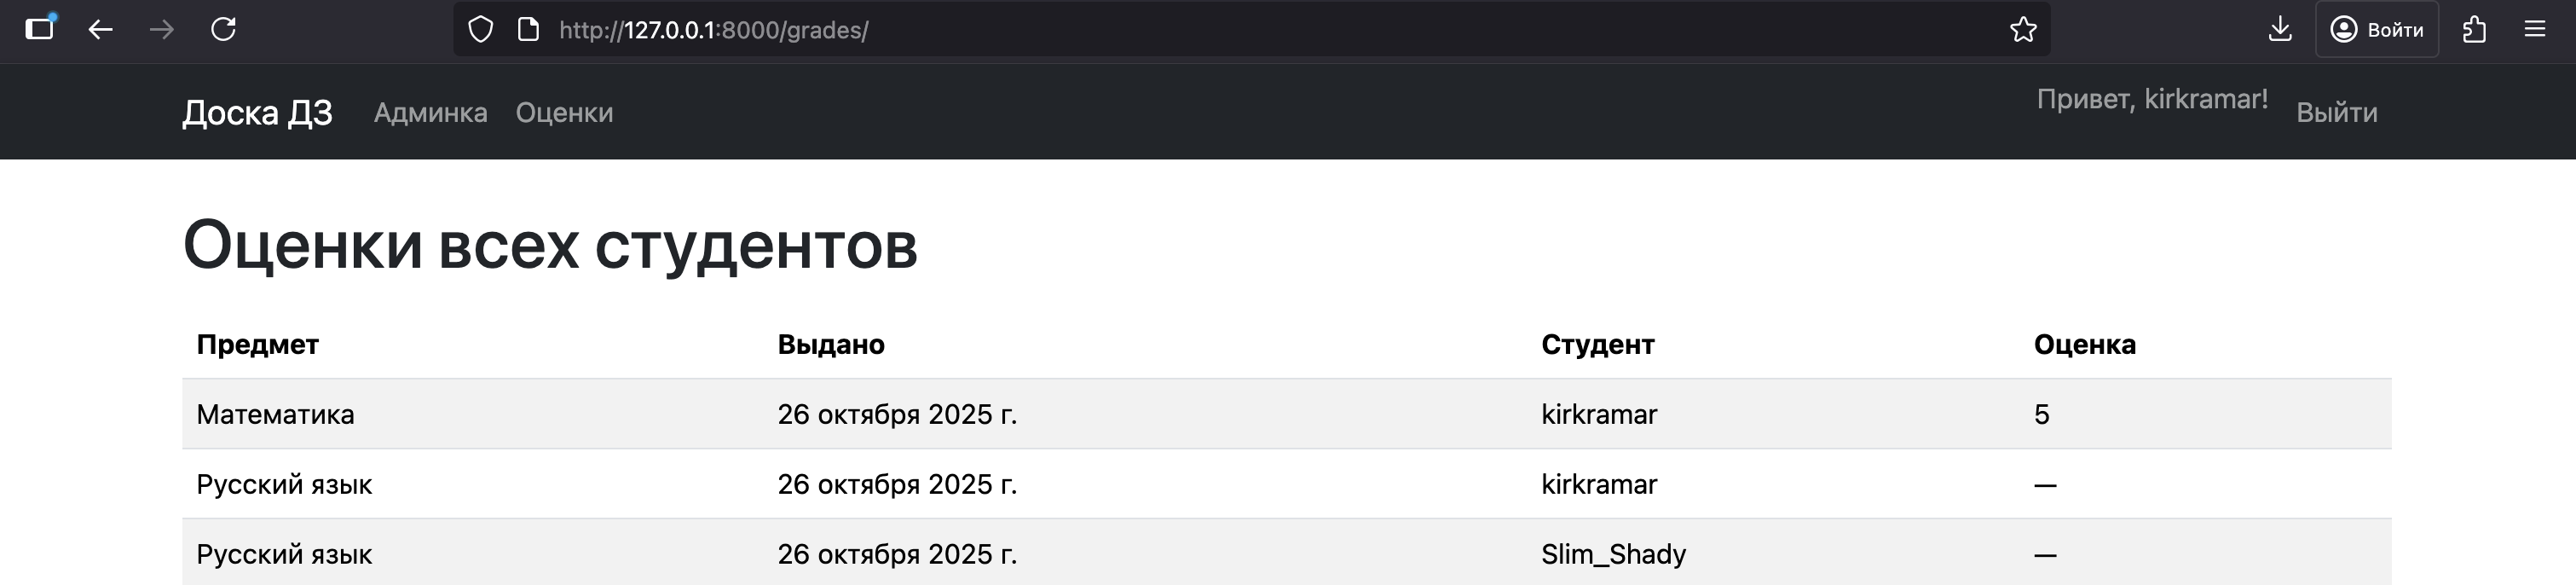 http://127.0.0.1:8000/grades/ Войти
Доска ДЗ Админка Оценки Привет, kirkramar! Выйти
Оценки всех студентов
Предмет Выдано Студент Оценка
Математика 26 октября 2025 г. kirkramar 5
Русский язык 26 октября 2025 г. kirkramar —
Русский язык 26 октября 2025 г. Slim_Shady —